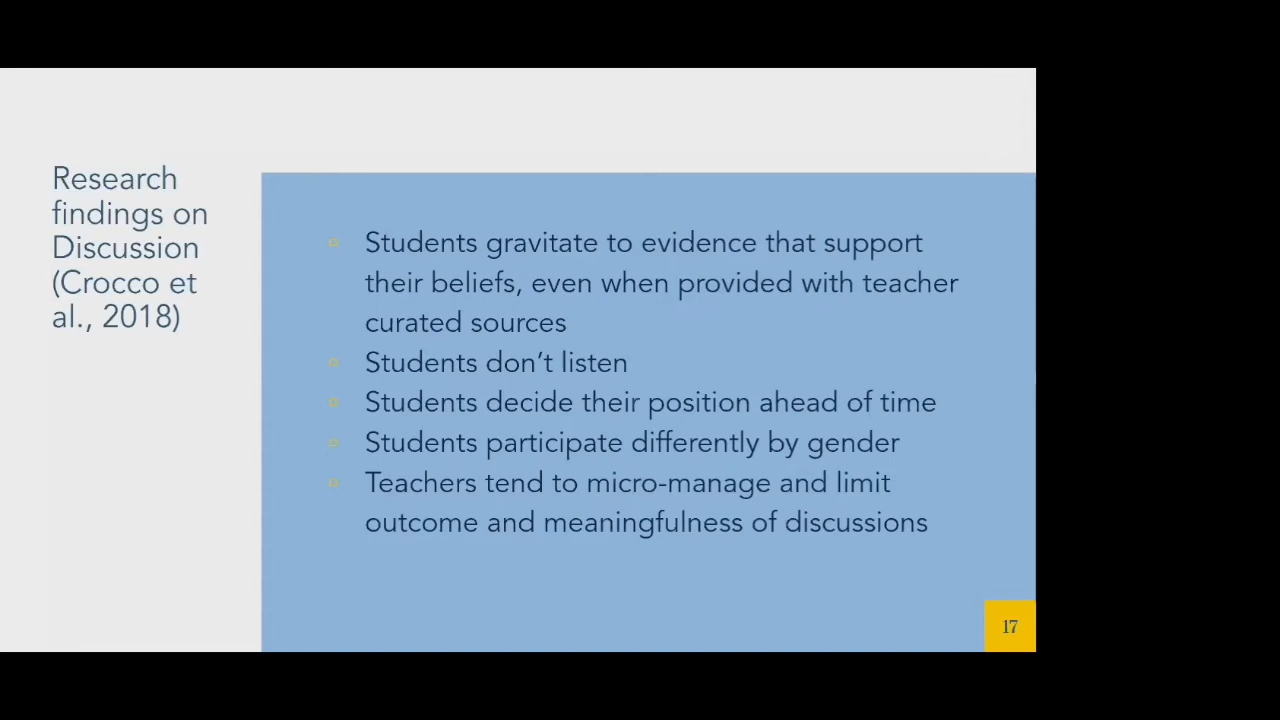 Research
findings on
Discussion
(Crocco et
al., 2018)
Students gravitate to evidence that support
their beliefs, even when provided with teacher
curated sources
Students don’t listen
Students decide their position ahead of time
Students participate differently by gender
Teachers tend to micro-manage and limit
outcome and meaningfulness of discussions
17